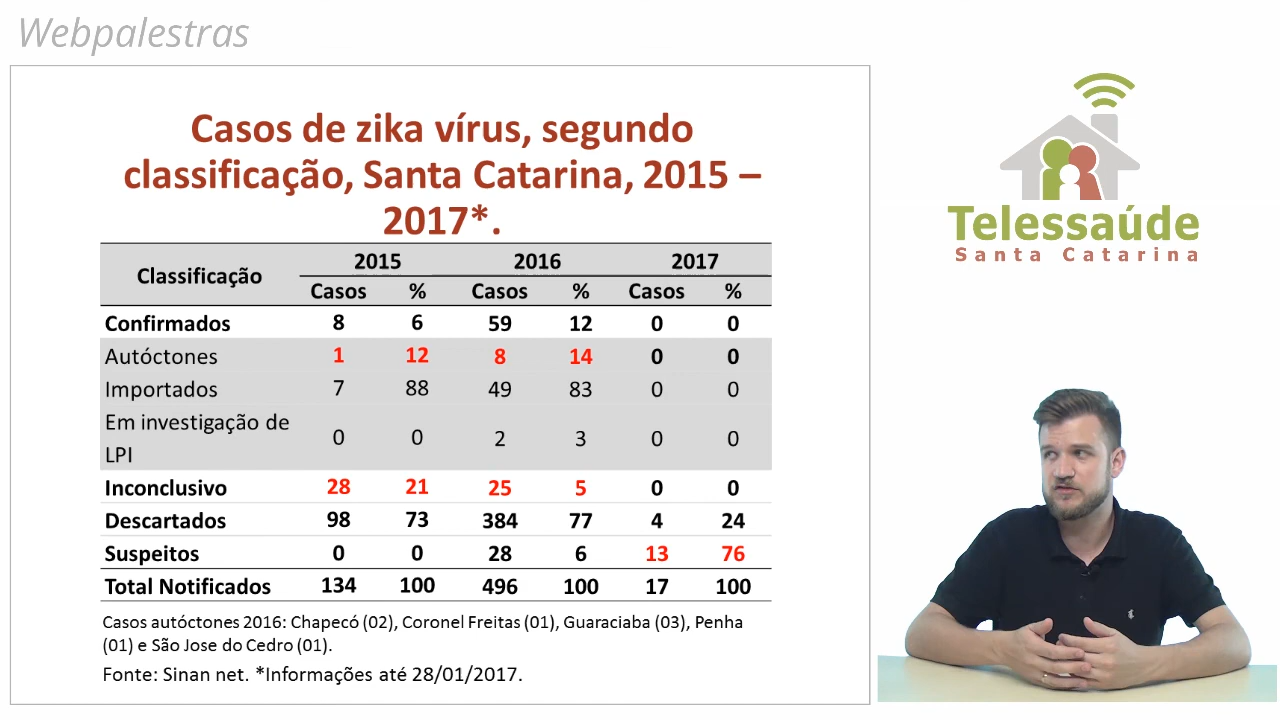 Webpalestras
Casos de zika vírus, segundo
classificação, Santa Catarina, 2015 –
2017*.
Classificação 2015 2016 2017
Casos % Casos % Casos %
Confirmados 8 6 59 12 0 0
Autóctones 1 12 8 14 0 0
Importados 7 88 49 83 0 0
Em investigação de
LPI 0 0 2 3 0 0
Inconclusivo 28 21 25 5 0 0
Descartados 98 73 384 77 4 24
Suspeitos 0 0 28 6 13 76
Total Notificados 134 100 496 100 17 100
Casos autóctones 2016: Chapecó (02), Coronel Freitas (01), Guaraciaba (03), Penha
(01) e São Jose do Cedro (01).
Fonte: Sinan net. *Informações até 28/01/2017.
Telessaúde
Santa Catarina